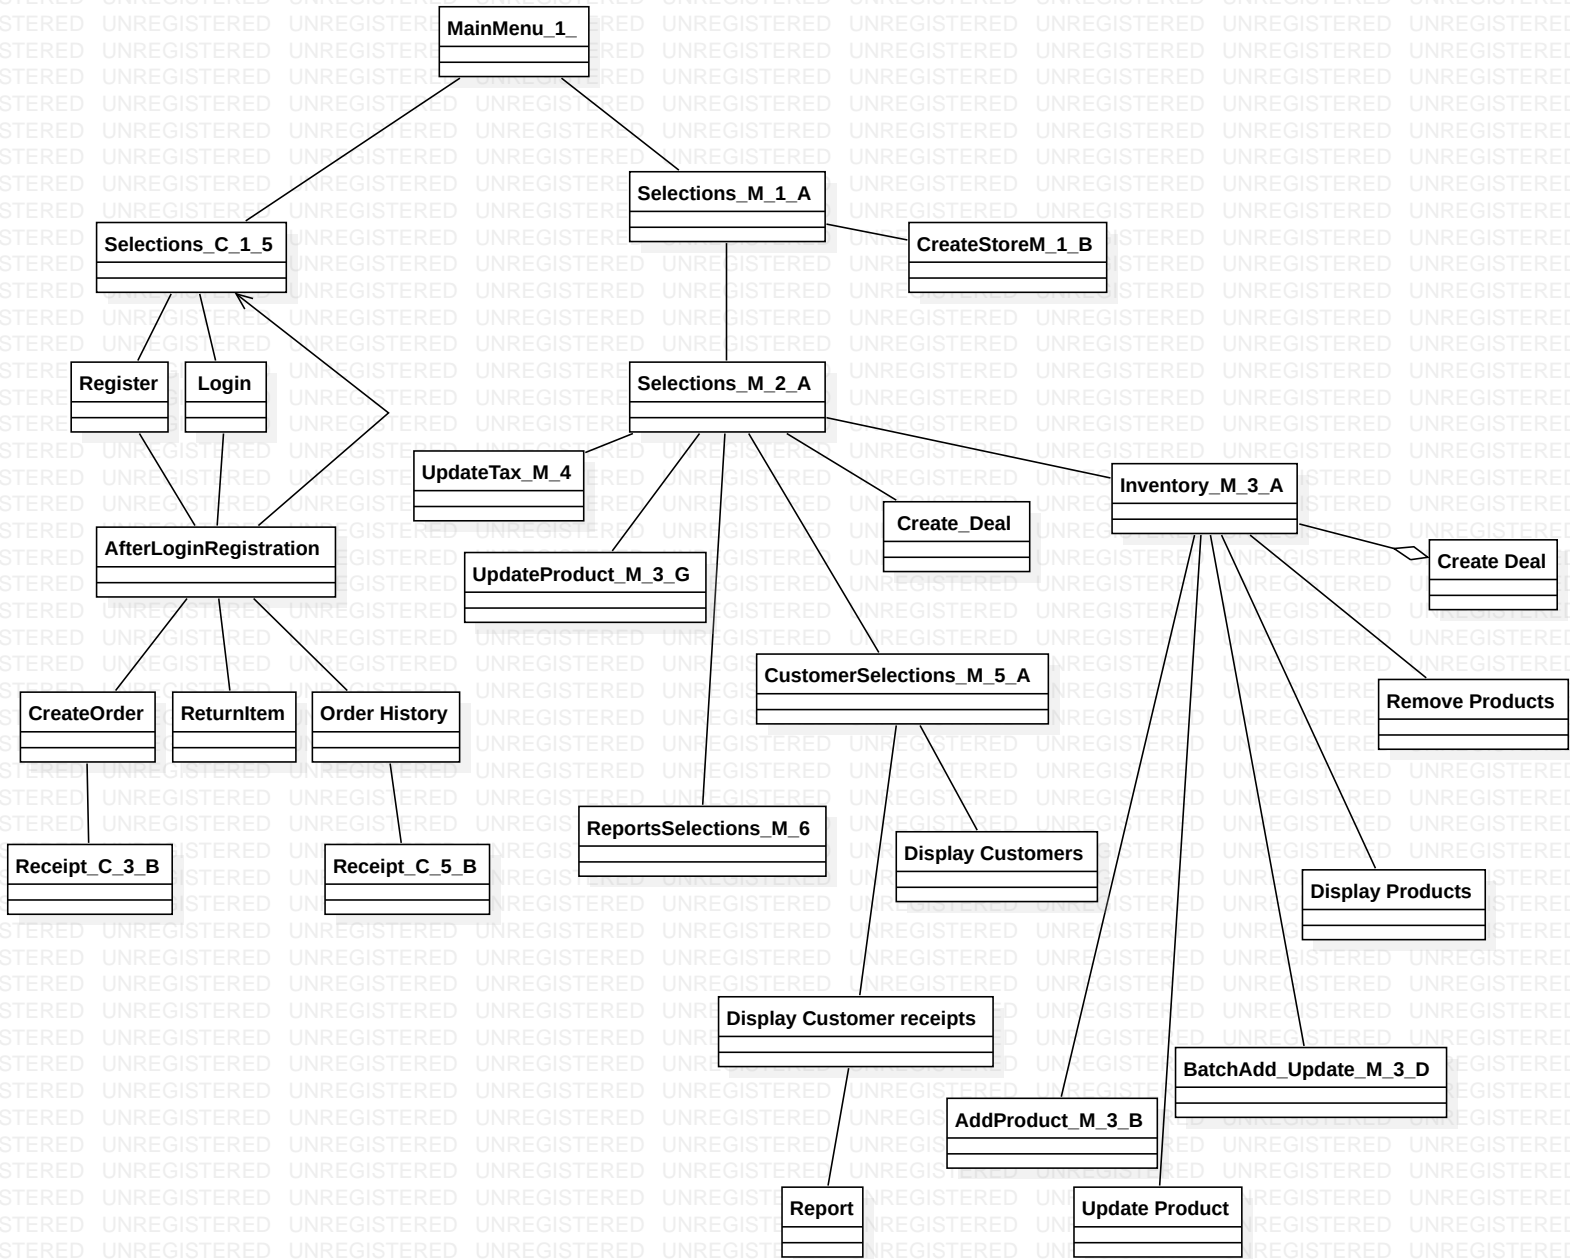 MainMenu_1_
Selections_M_1_A
Selections_C_1_5
CreateStoreM_1_B
Register
Login
Selections_M_2_A
UpdateTax_M_4
Inventory_M_3_A
Create_Deal
AfterLoginRegistration
Create Deal
UpdateProduct_M_3_G
CustomerSelections_M_5_A
Remove Products
CreateOrder
ReturnItem
Order History
ReportsSelections_M_6
Display Customers
Receipt_C_3_B
Receipt_C_5_B
Display Products
Display Customer receipts
BatchAdd_Update_M_3_D
AddProduct_M_3_B
Report
Update Product
UNREGISTERED